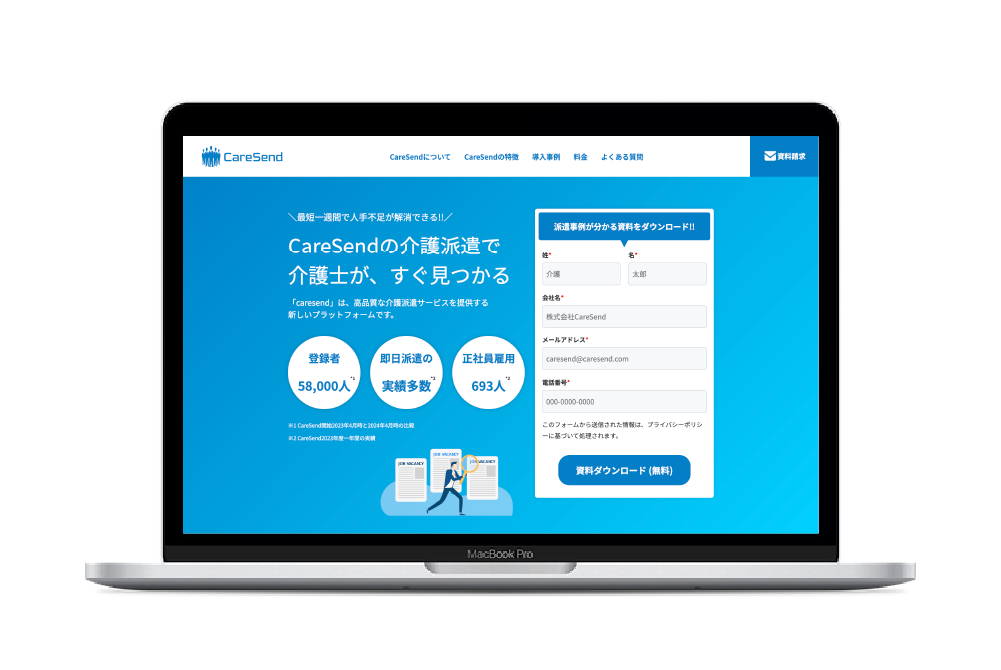 CareSend
CareSendについて CareSendの特徴 導入事例 料金 よくある質問
資料請求
＼最短一週間で人手不足が解消できる!!／
CareSendの介護派遣で
介護士が、すぐ見つかる
「caresend」は、高品質な介護派遣サービスを提供する
新しいプラットフォームです。
登録者
58,000人*1
即日派遣の
実績多数*1
正社員雇用
693人*2
※1 CareSend開始2023年4月時と2024年4月時の比較
※2 CareSend2023年度一年間の実績
JOB VACANCY
JOB VACANCY
JOB VACANCY
派遣事例が分かる資料をダウンロード!!
姓* 名*
介護 太郎
会社名*
株式会社CareSend
メールアドレス*
caresend@caresend.com
電話番号*
000-0000-0000
このフォームから送信された情報は、プライバシーポリシ
ーに基づいて処理されます。
資料ダウンロード (無料)
MacBook Pro